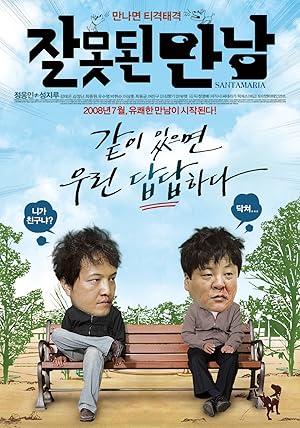 만나면 티격태격
잘못된 만남
SANTAMARIA
정웅인 성지루
2008년 7월, 유쾌한 만남이 시작된다!
같이 있으면
우린 답답하다
니가
친구냐?
닥쳐...